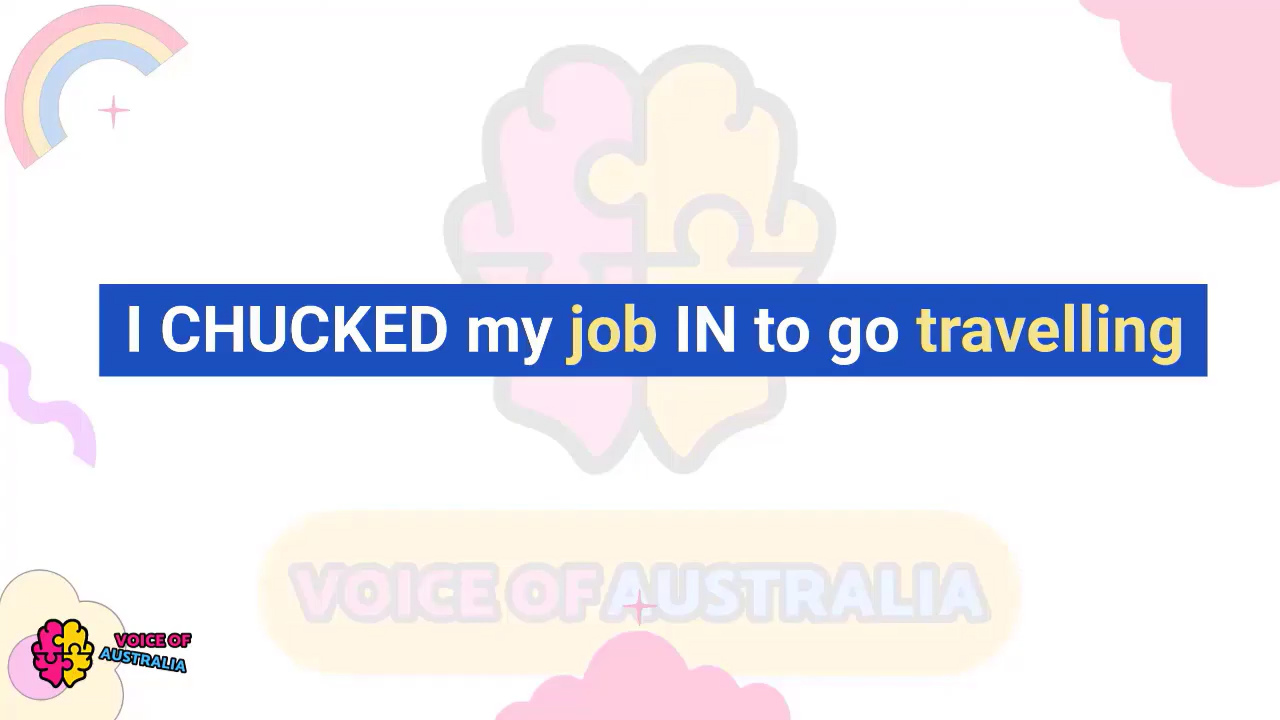 I CHUCKED my job IN to go travelling
VOICE OF AUSTRALIA
VOICE OF
AUSTRALIA